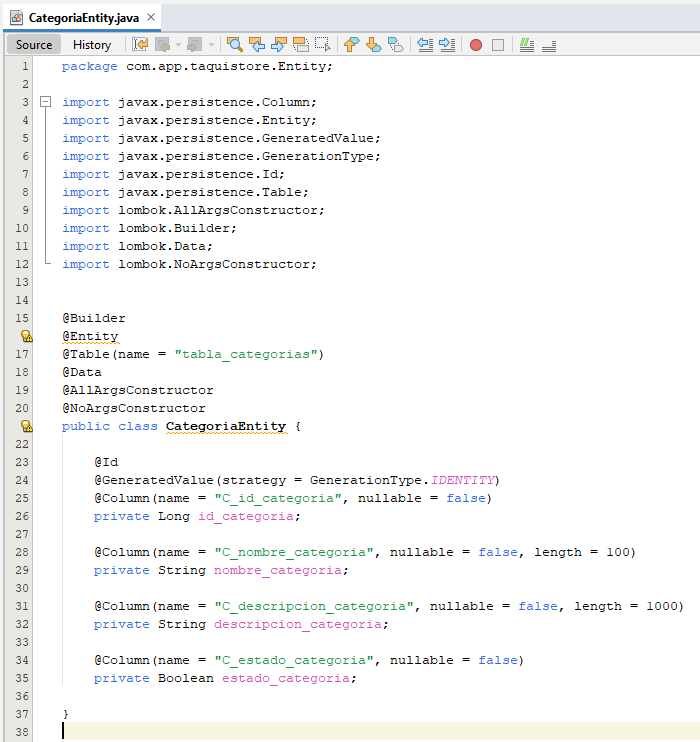 CategoriaEntity.java
Source History
1 package com.app.taquistore.Entity;
2
3 import javax.persistence.Column;
4 import javax.persistence.Entity;
5 import javax.persistence.GeneratedValue;
6 import javax.persistence.GenerationType;
7 import javax.persistence.Id;
8 import javax.persistence.Table;
9 import lombok.AllArgsConstructor;
10 import lombok.Builder;
11 import lombok.Data;
12 import lombok.NoArgsConstructor;
13
14
15 @Builder
@Entity
17 @Table(name = "tabla_categorias")
18 @Data
19 @AllArgsConstructor
20 @NoArgsConstructor
public class CategoriaEntity {
22
23 @Id
24 @GeneratedValue(strategy = GenerationType.IDENTITY)
25 @Column(name = "C_id_categoria", nullable = false)
26 private Long id_categoria;
27
28 @Column(name = "C_nombre_categoria", nullable = false, length = 100)
29 private String nombre_categoria;
30
31 @Column(name = "C_descripcion_categoria", nullable = false, length = 1000)
32 private String descripcion_categoria;
33
34 @Column(name = "C_estado_categoria", nullable = false)
35 private Boolean estado_categoria;
36
37 }
38